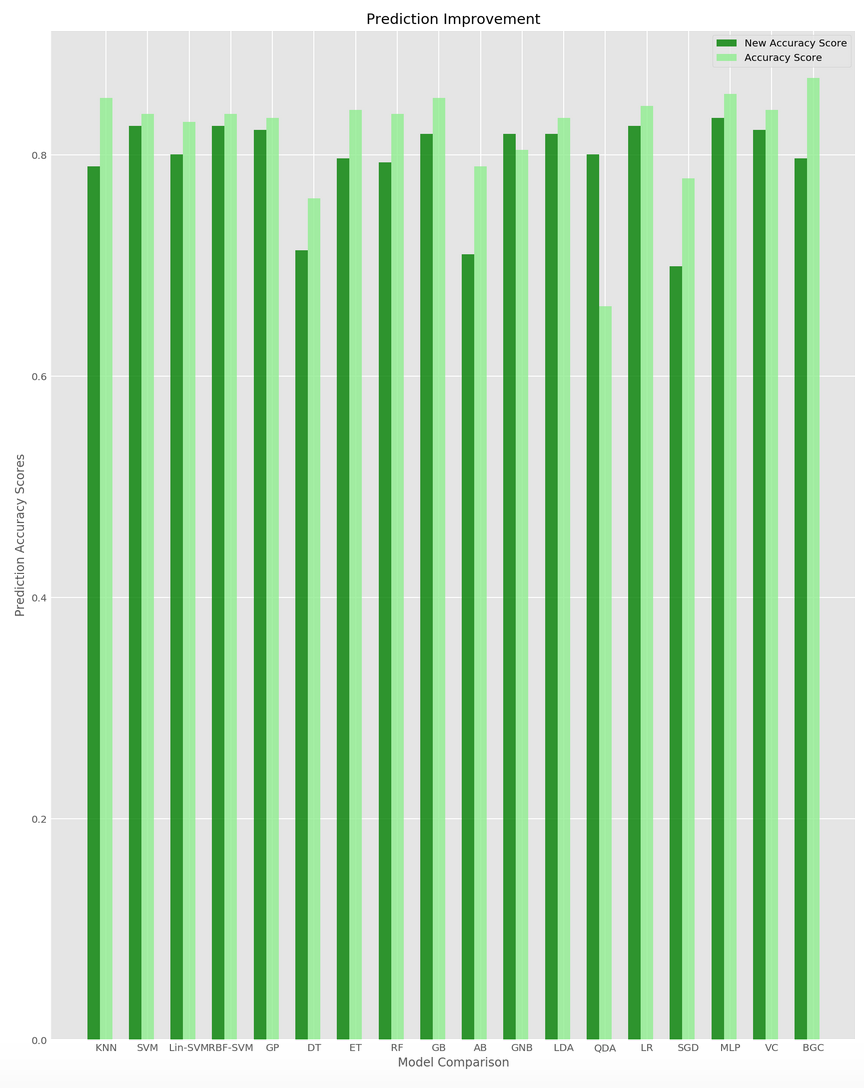 Prediction Improvement
New Accuracy Score
Accuracy Score
Prediction Accuracy Scores
0.8
0.6
0.4
0.2
0.0
KNN SVM Lin-SVM RBF-SVM GP DT ET RF GB AB GNB LDA QDA LR SGD MLP VC BGC
Model Comparison